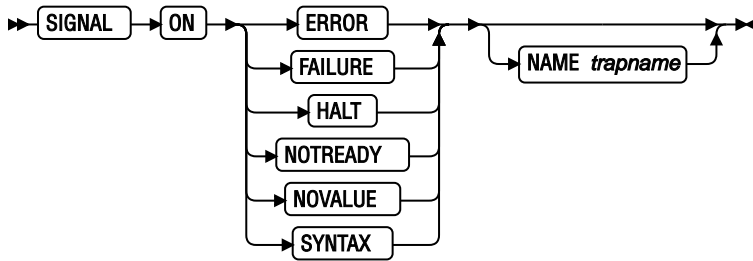 SIGNAL ON ERROR
FAILURE NAME trapname
HALT
NOTREADY
NOVALUE
SYNTAX